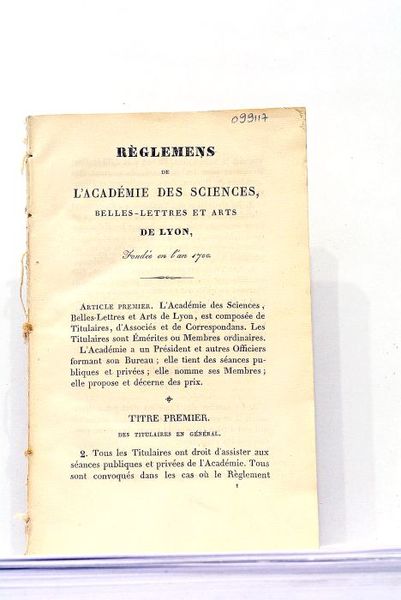 099117
RÈGLEMENS
DE
L'ACADÉMIE DES SCIENCES,
BELLES-LETTRES ET ARTS
DE LYON,
Fondée en l'an 1700.
ARTICLE PREMIER. L'Académie des Sciences,
Belles-Lettres et Arts de Lyon, est composée de
Titulaires, d'Associés et de Correspondans. Les
Titulaires sont Émérites ou Membres ordinaires.
L'Académie a un Président et autres Officiers
formant son Bureau; elle tient des séances pu-
bliques et privées; elle nomme ses Membres;
elle propose et décerne des prix.
TITRE PREMIER.
DES TITULAIRES EN GÉNÉRAL.
2. Tous les Titulaires ont droit d'assister aux
séances publiques et privées de l'Académie. Tous
sont convoqués dans les cas où le Règlement
1